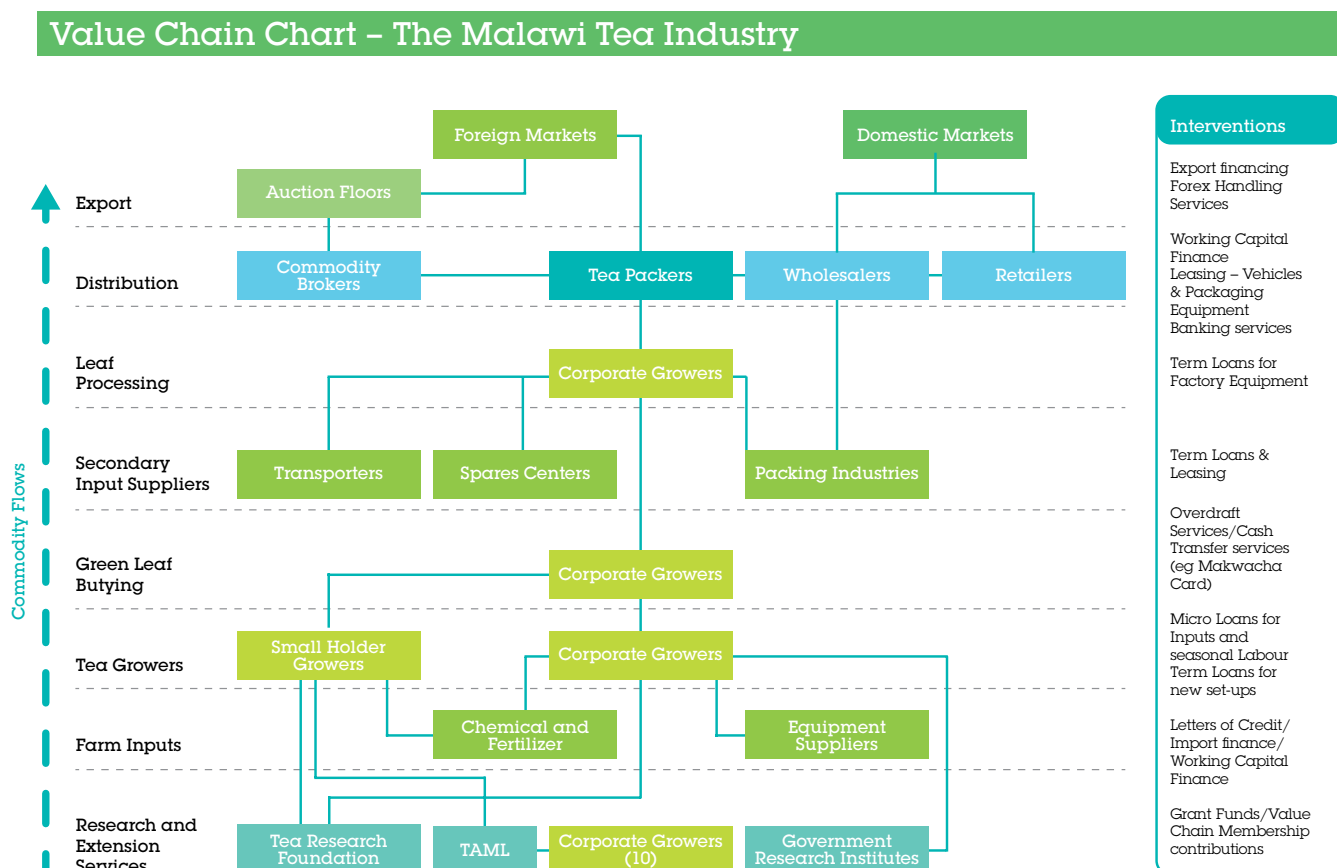 Value Chain Chart – The Malawi Tea Industry
Foreign Markets
Domestic Markets
Auction Floors
Export
Commodity
Brokers
Tea Packers
Wholesalers
Retailers
Distribution
Leaf
Processing
Corporate Growers
Secondary
Input Suppliers
Transporters
Spares Centers
Packing Industries
Green Leaf
Butying
Corporate Growers
Tea Growers
Small Holder
Growers
Corporate Growers
Farm Inputs
Chemical and
Fertilizer
Equipment
Suppliers
Research and
Extension
Services
Tea Research
Foundation
TAML
Corporate Growers
(10)
Government
Research Institutes
Commodity Flows
Interventions
Export financing
Forex Handling
Services
Working Capital
Finance
Leasing – Vehicles
& Packaging
Equipment
Banking services
Term Loans for
Factory Equipment
Term Loans &
Leasing
Overdraft
Services/Cash
Transfer services
(eg Makwacha
Card)
Micro Loans for
Inputs and
seasonal Labour
Term Loans for
new set-ups
Letters of Credit/
Import finance/
Working Capital
Finance
Grant Funds/Value
Chain Membership
contributions